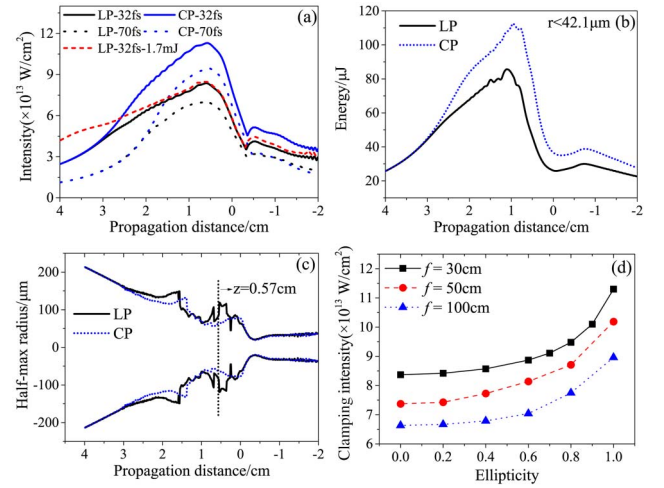 LP-32fs CP-32fs (a)
LP-70fs CP-70fs
LP-32fs-1.7mJ
Intensity(×10¹³ W/cm²)
12
9
6
3
0
4 3 2 1 0 -1 -2
Propagation distance/cm
LP r<42.1μm (b)
CP
Energy/μJ
120
100
80
60
40
20
4 3 2 1 0 -1 -2
Propagation distance/cm
(c)
z=0.57cm
LP
CP
Half-max radius/μm
200
100
0
-100
-200
4 3 2 1 0 -1 -2
Propagation distance/cm
(d)
f = 30cm
f = 50cm
f = 100cm
Clamping intensity(×10¹³ W/cm²)
12
11
10
9
8
7
6
0.0 0.2 0.4 0.6 0.8 1.0
Ellipticity